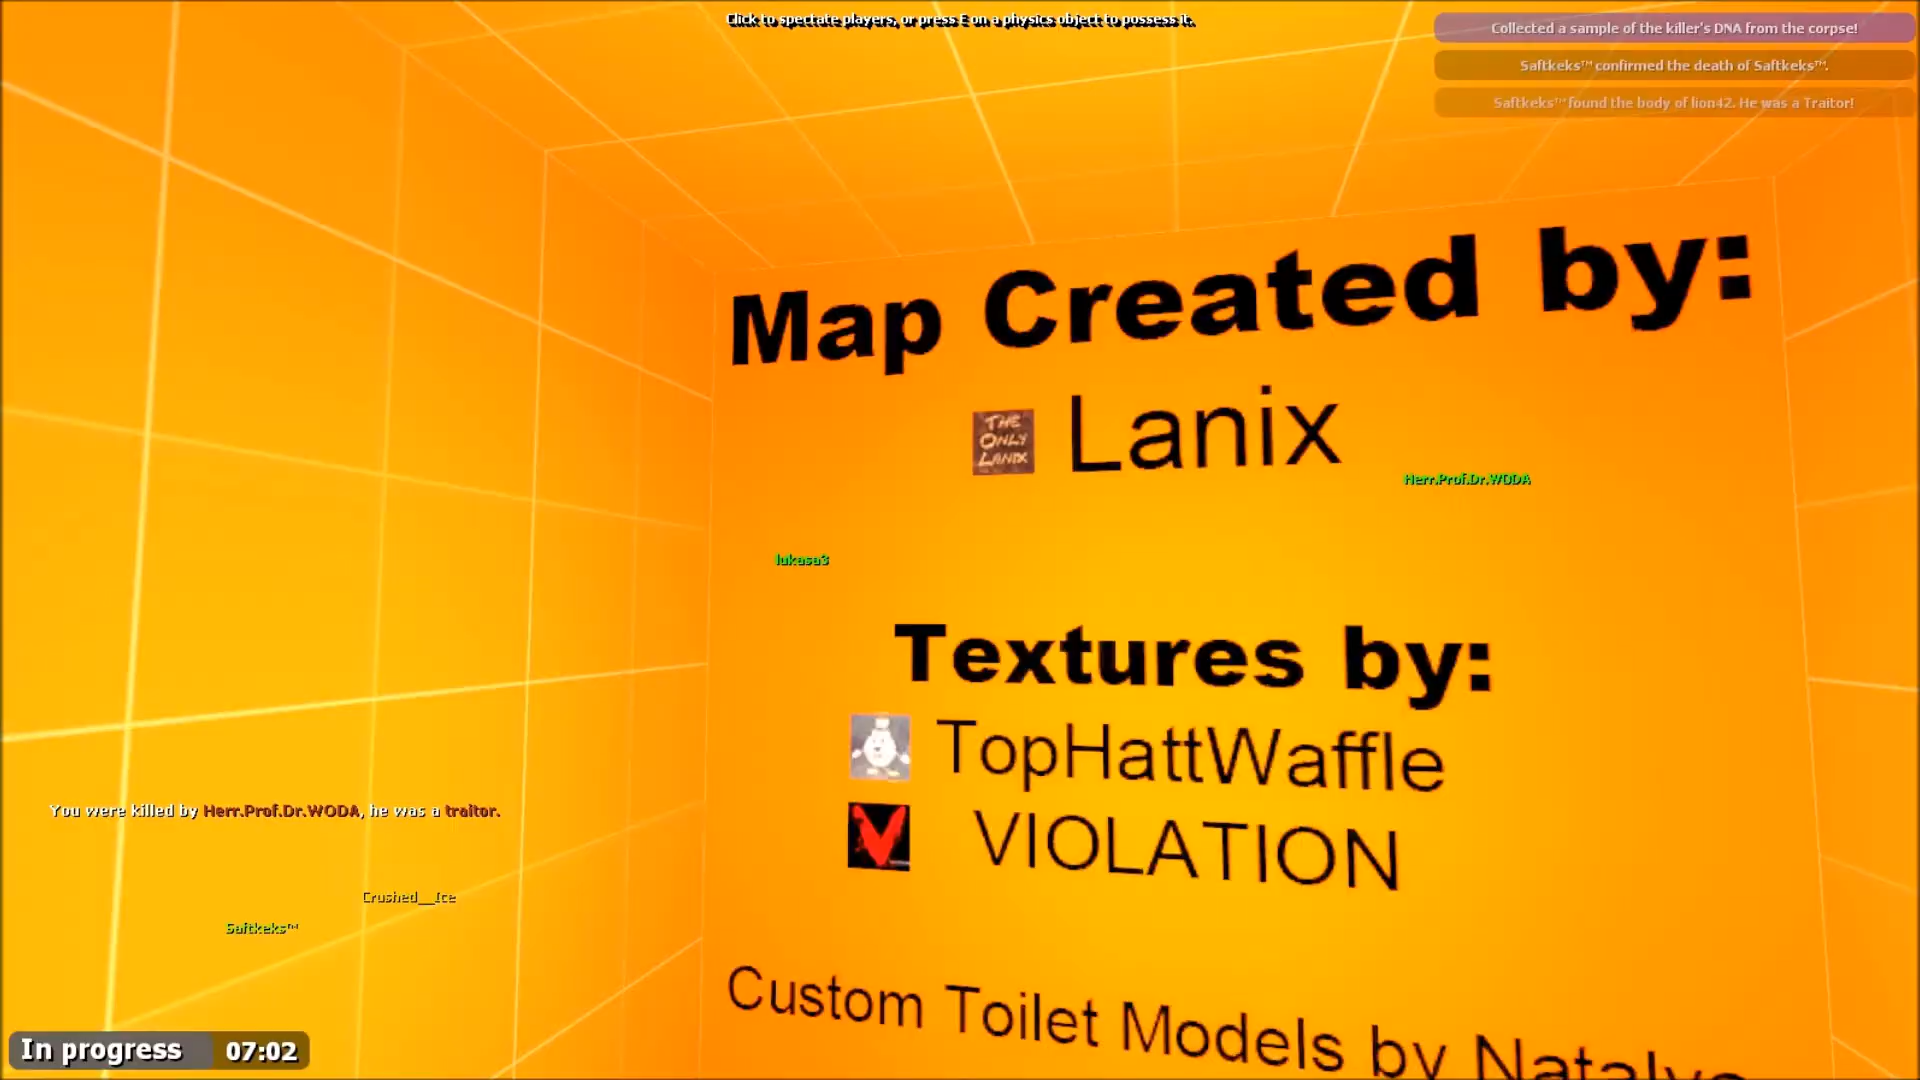 Click to spectate players, or press E on a physics object to possess it.
Collected a sample of the killer's DNA from the corpse!
Saftkeks™ confirmed the death of Saftkeks™.
Saftkeks™ found the body of lion42. He was a Traitor!
Map Created by:
THE
ONLY
LANIX
Lanix
Herr.Prof.Dr.WODA
lukasa3
Textures by:
TopHattWaffle
VIOLATION
You were killed by Herr.Prof.Dr.WODA, he was a traitor.
Crushed__Ice
Saftkeks™
Custom Toilet Models by
In progress 07:02